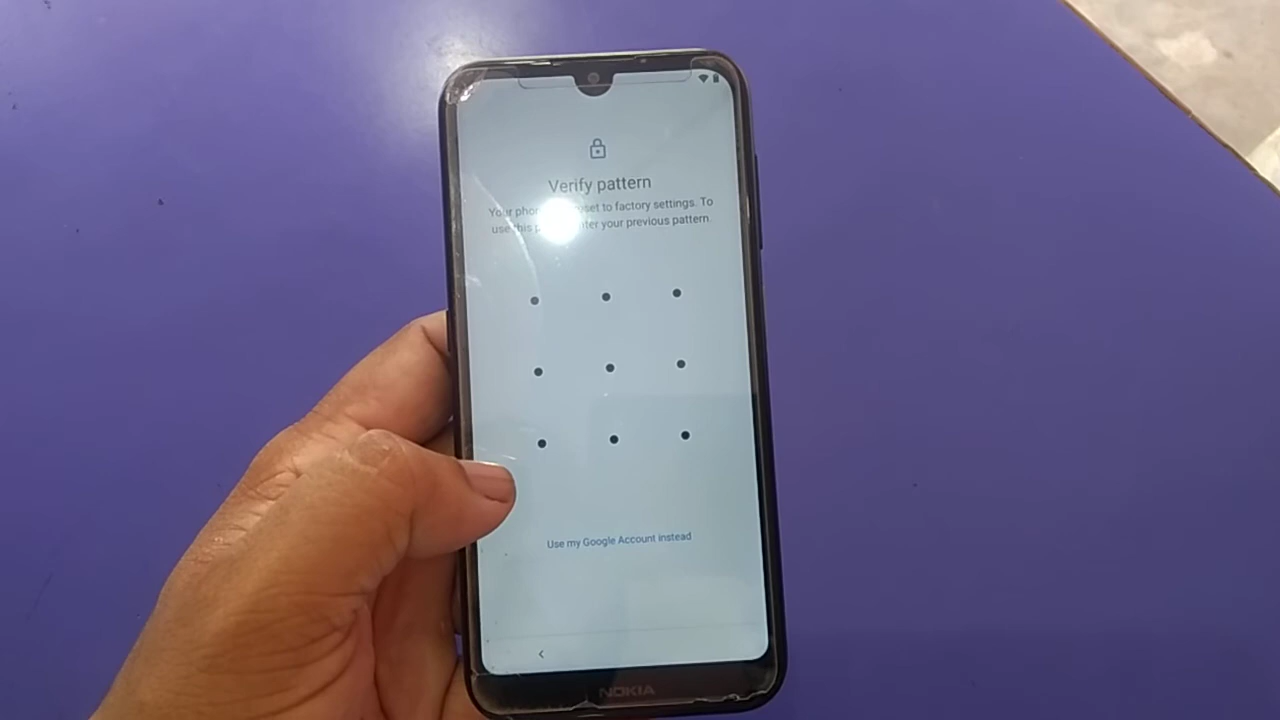 Verify pattern
Your phone reset to factory settings. To
use this enter your previous pattern.
Use my Google Account instead
NOKIA